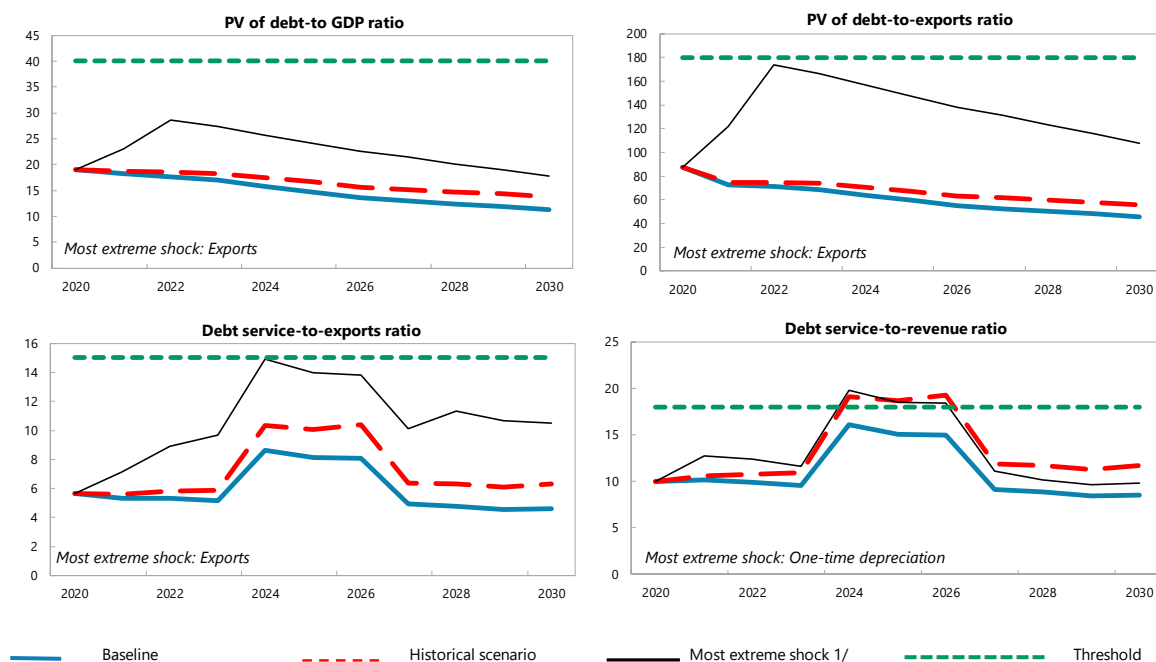 PV of debt-to GDP ratio
45
40
35
30
25
20
15
10
5
0
2020 2022 2024 2026 2028 2030
Most extreme shock: Exports
PV of debt-to-exports ratio
200
180
160
140
120
100
80
60
40
20
0
2020 2022 2024 2026 2028 2030
Most extreme shock: Exports
Debt service-to-exports ratio
16
14
12
10
8
6
4
2
0
2020 2022 2024 2026 2028 2030
Most extreme shock: Exports
Debt service-to-revenue ratio
25
20
15
10
5
0
2020 2022 2024 2026 2028 2030
Most extreme shock: One-time depreciation
Baseline Historical scenario Most extreme shock 1/ Threshold